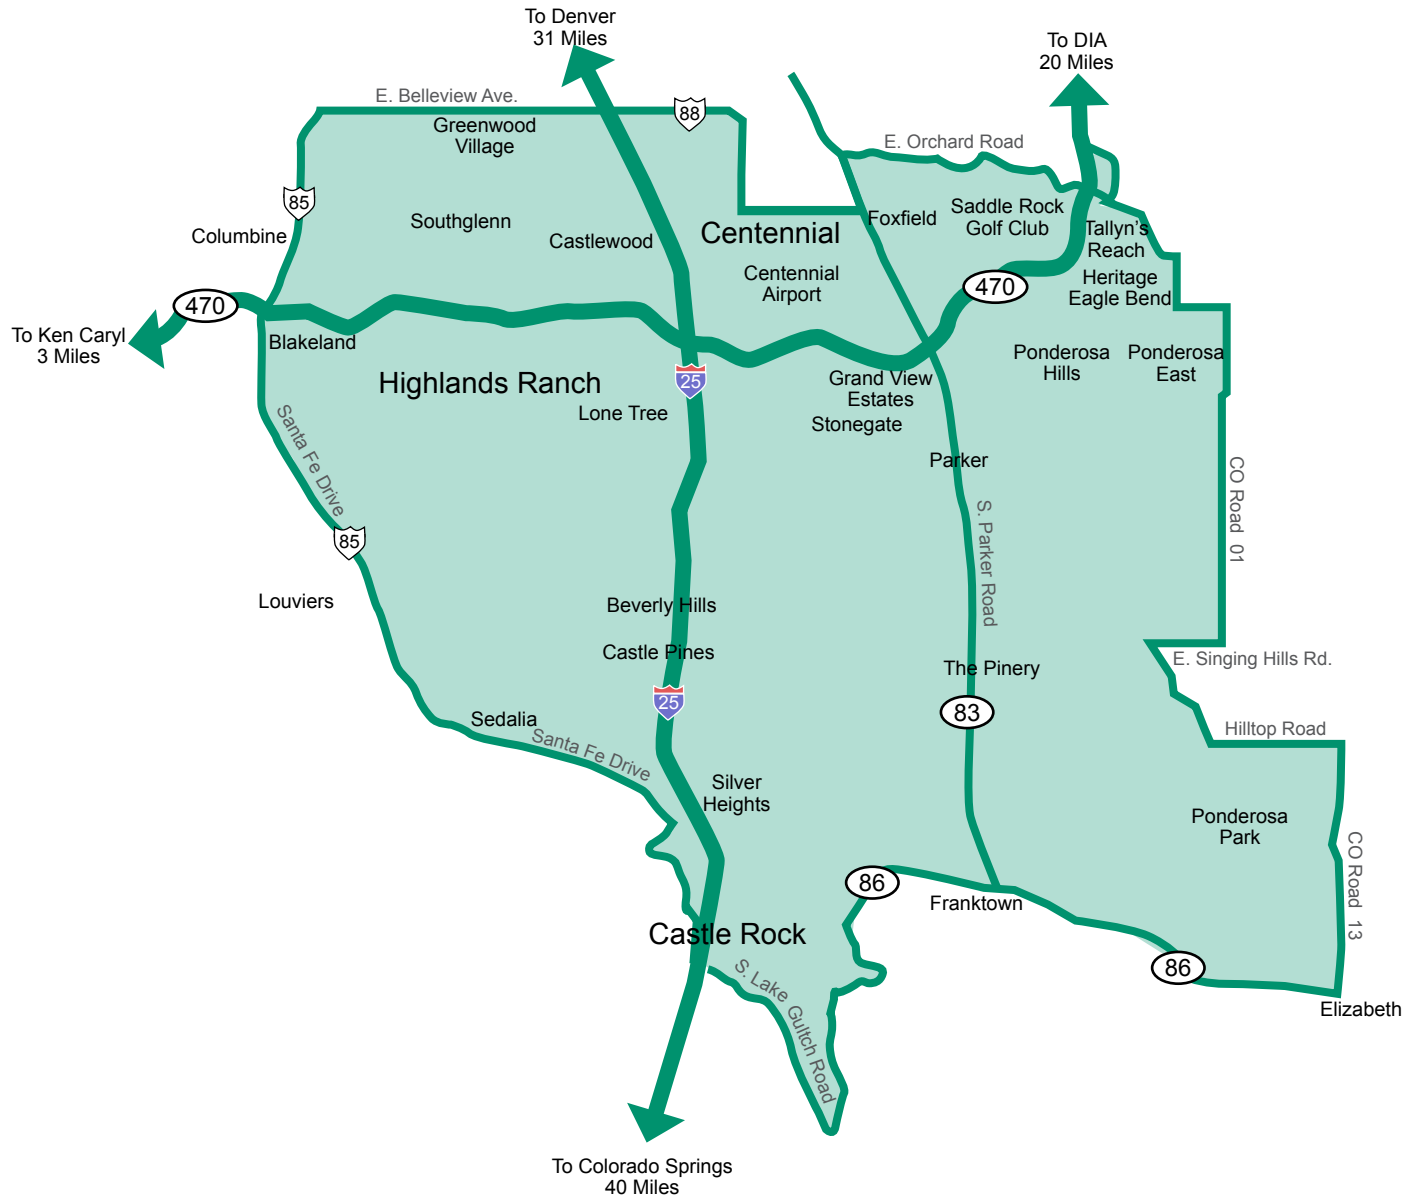 To Denver
31 Miles
To DIA
20 Miles
E. Belleview Ave.
88
Greenwood
Village
E. Orchard Road
85
Columbine
Southglenn
Castlewood
Centennial
Foxfield
Saddle Rock
Golf Club
Tallyn's
Reach
Centennial
Airport
Heritage
Eagle Bend
470
470
To Ken Caryl
3 Miles
Blakeland
Highlands Ranch
25
Lone Tree
Grand View
Estates
Stonegate
Ponderosa
Hills
Ponderosa
East
Santa Fe Drive
Parker
CO Road 01
85
S. Parker Road
Louviers
Beverly Hills
Castle Pines
E. Singing Hills Rd.
The Pinery
25
83
Sedalia
Santa Fe Drive
Hilltop Road
Silver
Heights
Ponderosa
Park
CO Road 13
86
Franktown
Castle Rock
86
S. Lake Gultch Road
Elizabeth
To Colorado Springs
40 Miles